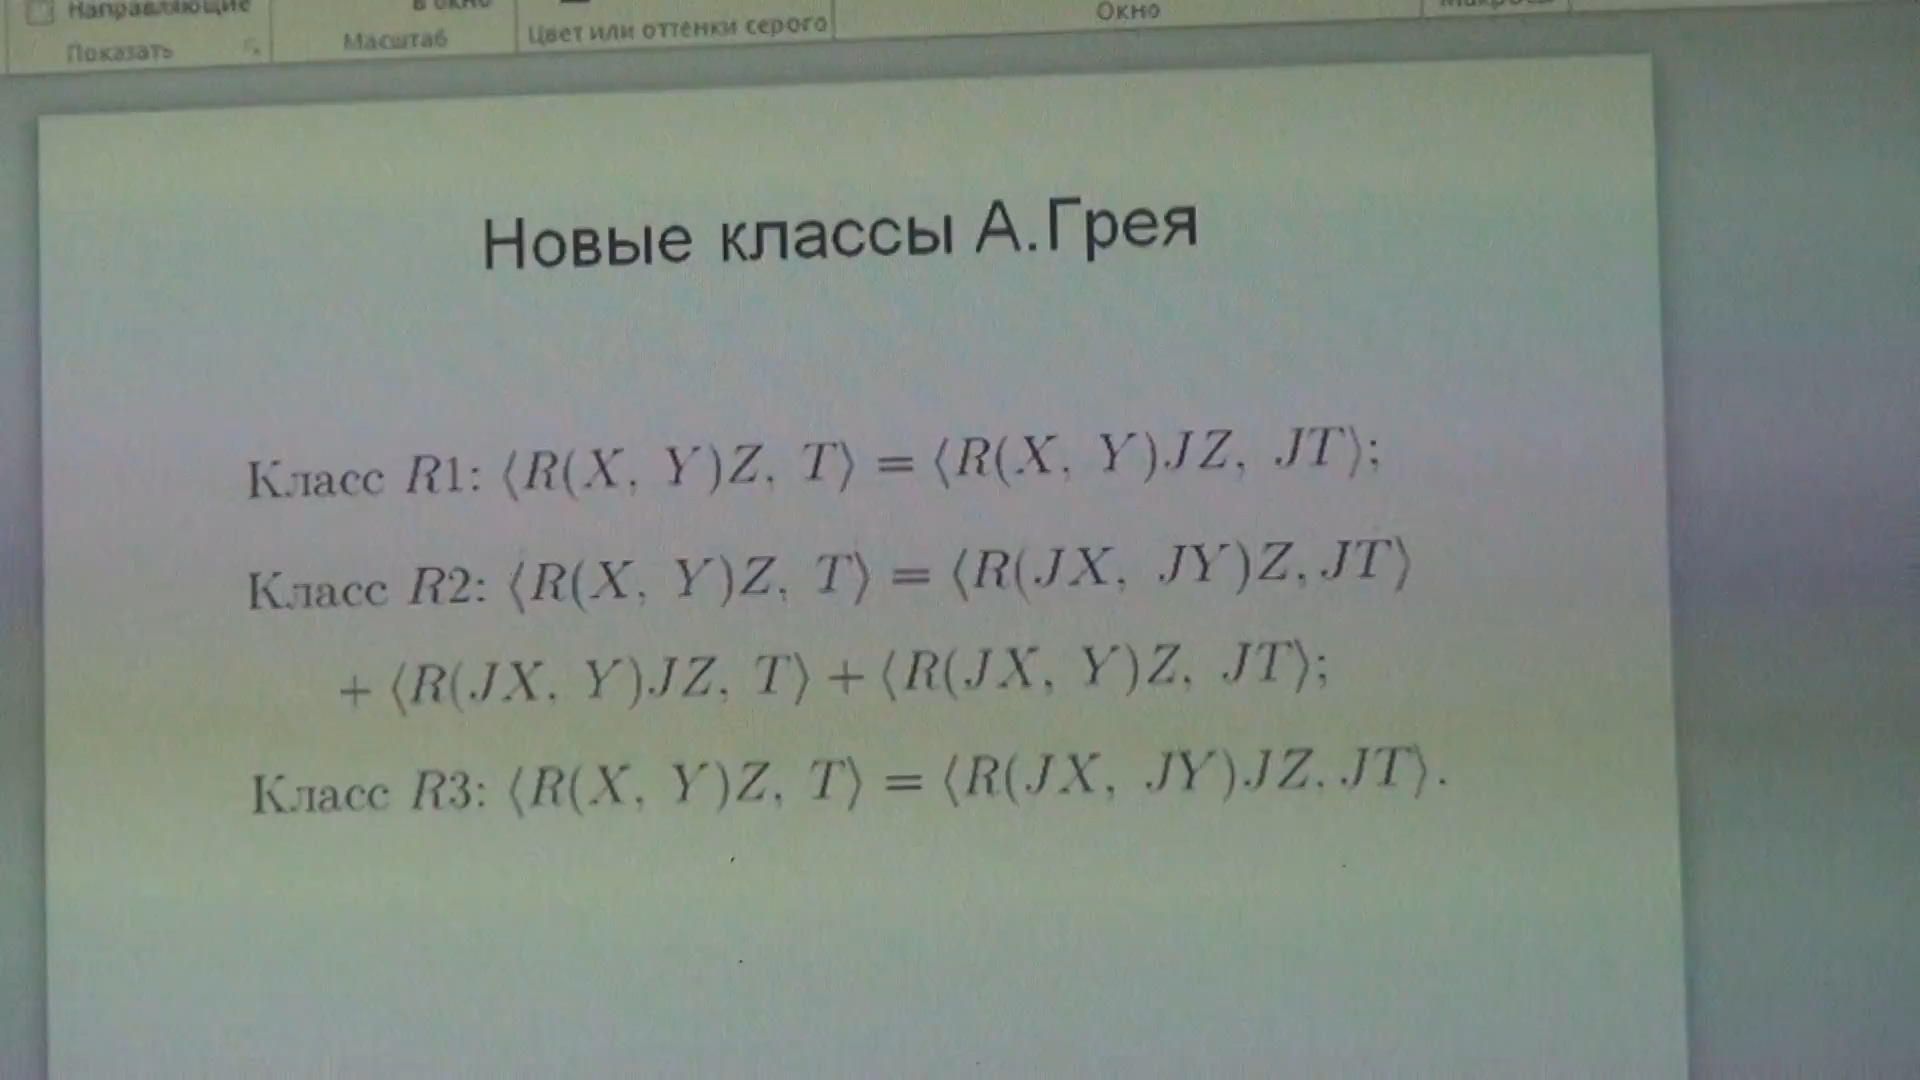 Направляющие
в окно
Показать
Масштаб
Цвет или оттенки серого
Окно
Новые классы А.Грея
Класс R1: ⟨R(X, Y)Z, T⟩ = ⟨R(X, Y)JZ, JT⟩;
Класс R2: ⟨R(X, Y)Z, T⟩ = ⟨R(JX, JY)Z, JT⟩
+ ⟨R(JX, Y)JZ, T⟩ + ⟨R(JX, Y)Z, JT⟩;
Класс R3: ⟨R(X, Y)Z, T⟩ = ⟨R(JX, JY)JZ, JT⟩.